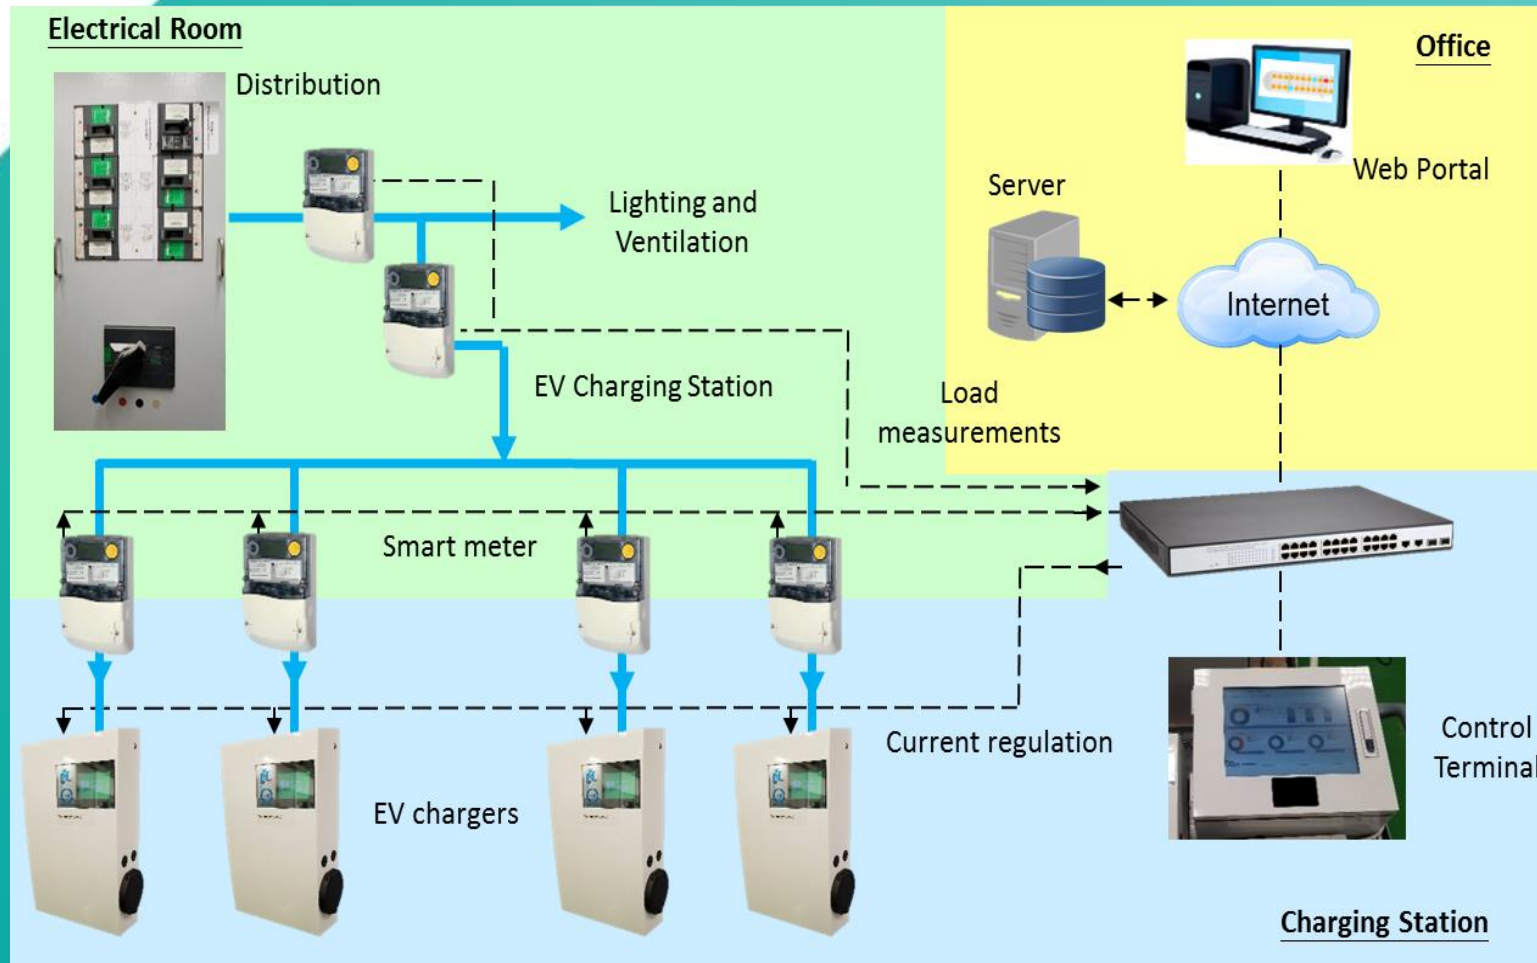 Electrical Room
Distribution
Office
Web Portal
Server
Internet
Lighting and
Ventilation
EV Charging Station
Load
measurements
Smart meter
Current regulation
EV chargers
Control
Terminal
Charging Station